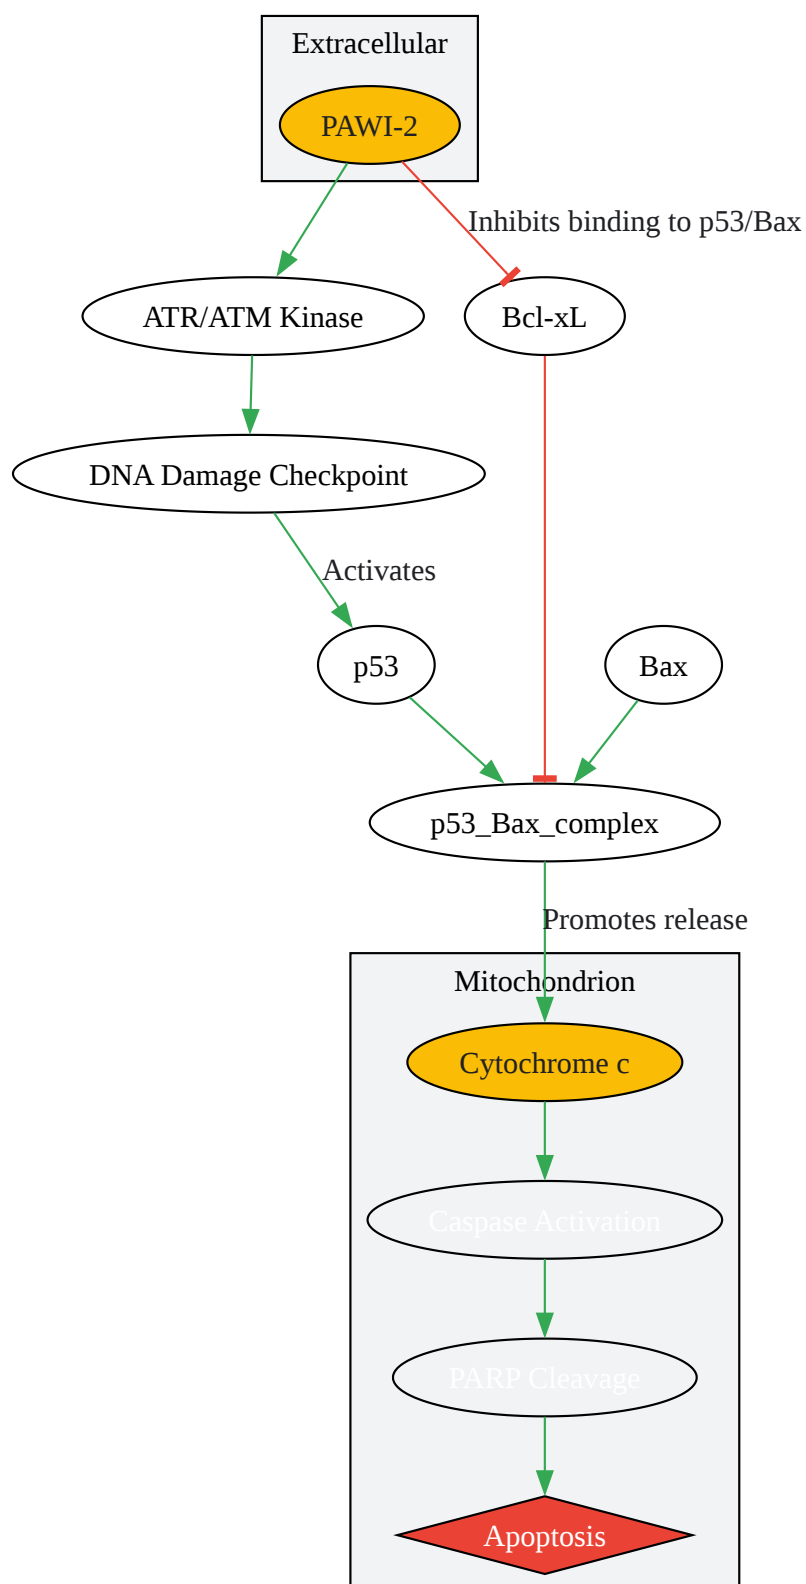 Extracellular
PAWI-2
Inhibits binding to p53/Bax
ATR/ATM Kinase
Bcl-xL
DNA Damage Checkpoint
Activates
p53
Bax
p53_Bax_complex
Promotes release
Mitochondrion
Cytochrome c
Caspase Activation
PARP Cleavage
Apoptosis